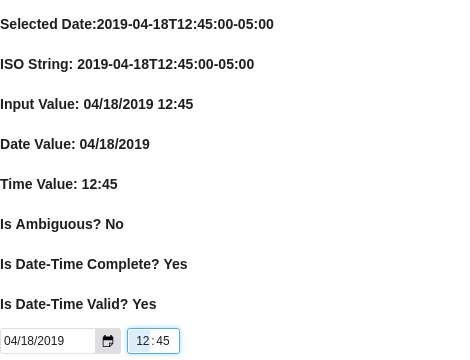 Selected Date:2019-04-18T12:45:00-05:00
ISO String: 2019-04-18T12:45:00-05:00
Input Value: 04/18/2019 12:45
Date Value: 04/18/2019
Time Value: 12:45
Is Ambiguous? No
Is Date-Time Complete? Yes
Is Date-Time Valid? Yes
04/18/2019 12:45